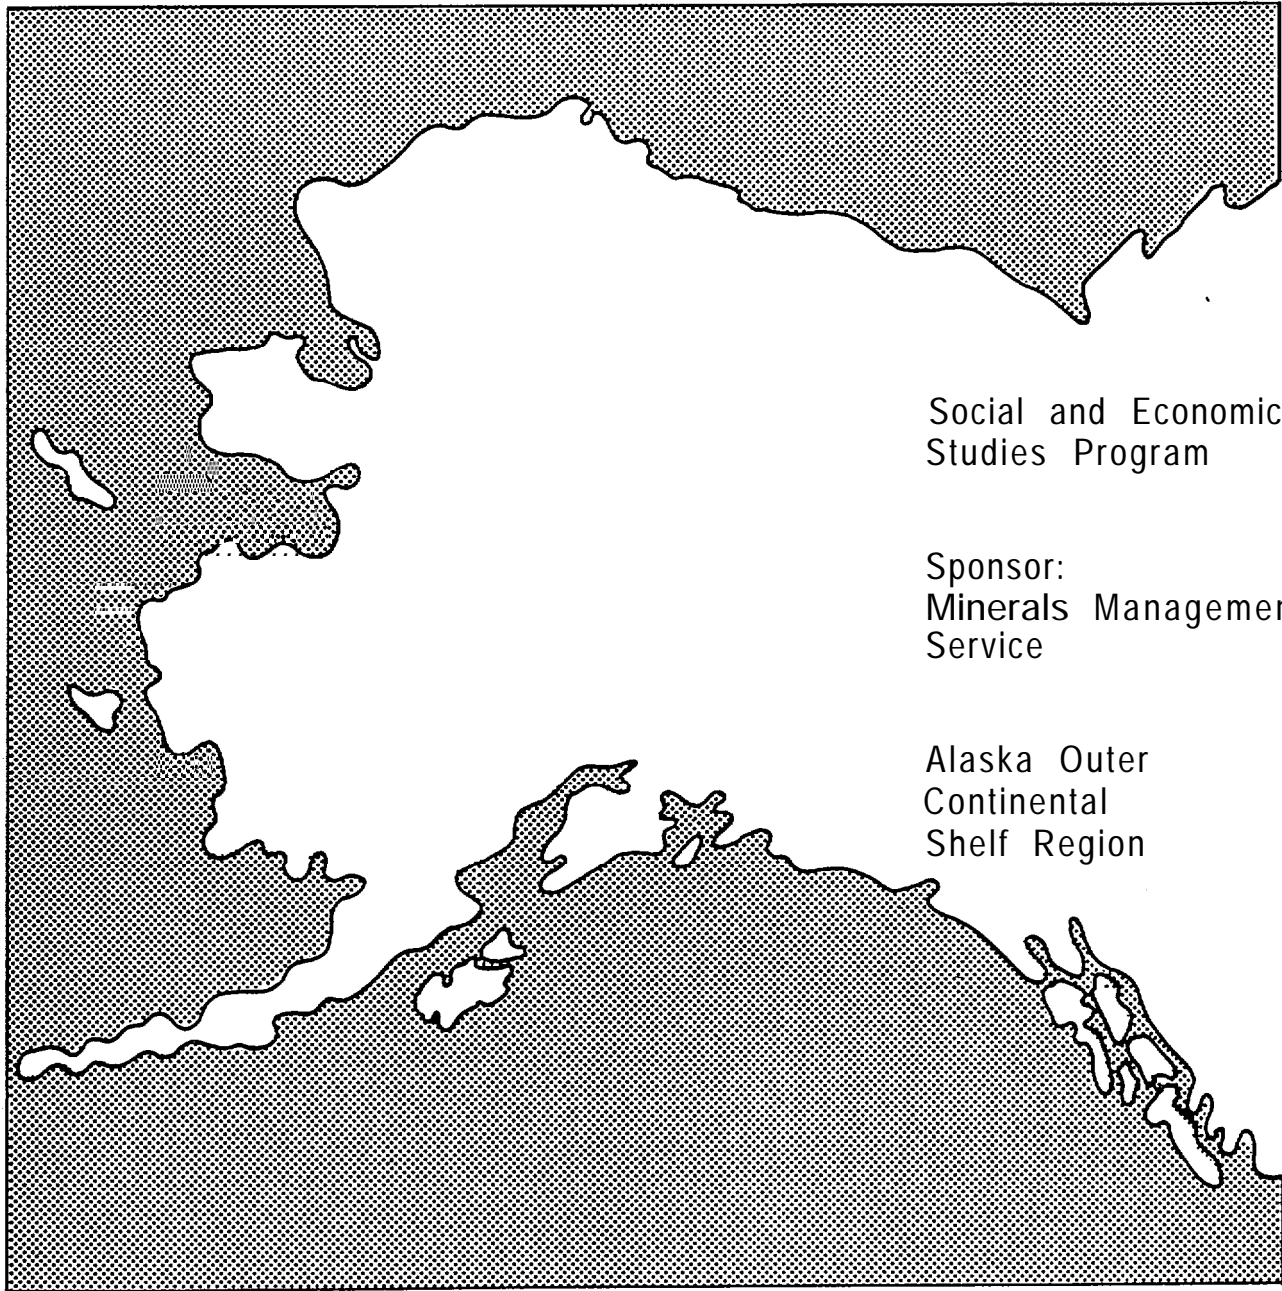 Social and Economic
Studies Program
Sponsor:
Minerals Managemen
Service
Alaska Outer
Continental
Shelf Region